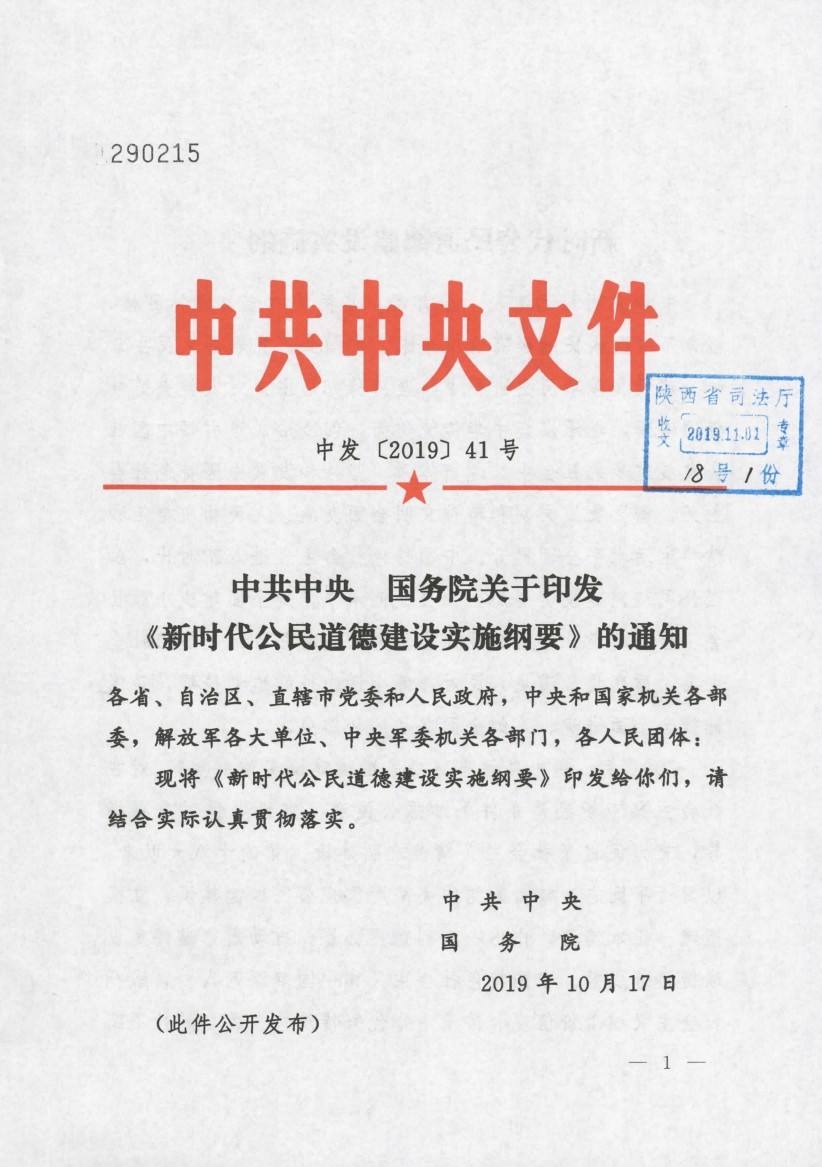 290215
中共中央文件
陕西省司法厅
收文 2019.11.01 专章
18号1份
中发〔2019〕41号
中共中央 国务院关于印发
《新时代公民道德建设实施纲要》的通知
各省、自治区、直辖市党委和人民政府，中央和国家机关各部
委，解放军各大单位、中央军委机关各部门，各人民团体：
现将《新时代公民道德建设实施纲要》印发给你们，请
结合实际认真贯彻落实。
中共中央
国务院
2019年10月17日
（此件公开发布）
— 1 —